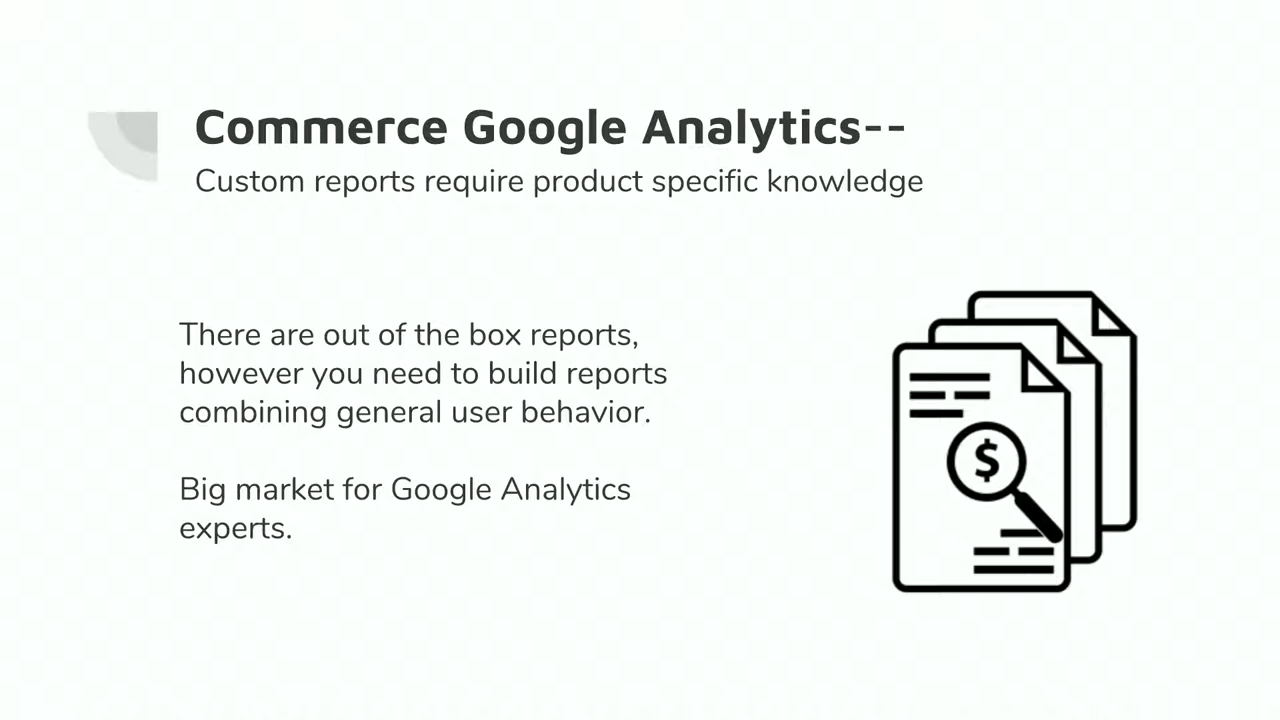 Commerce Google Analytics--
Custom reports require product specific knowledge
There are out of the box reports,
however you need to build reports
combining general user behavior.
Big market for Google Analytics
experts.
$